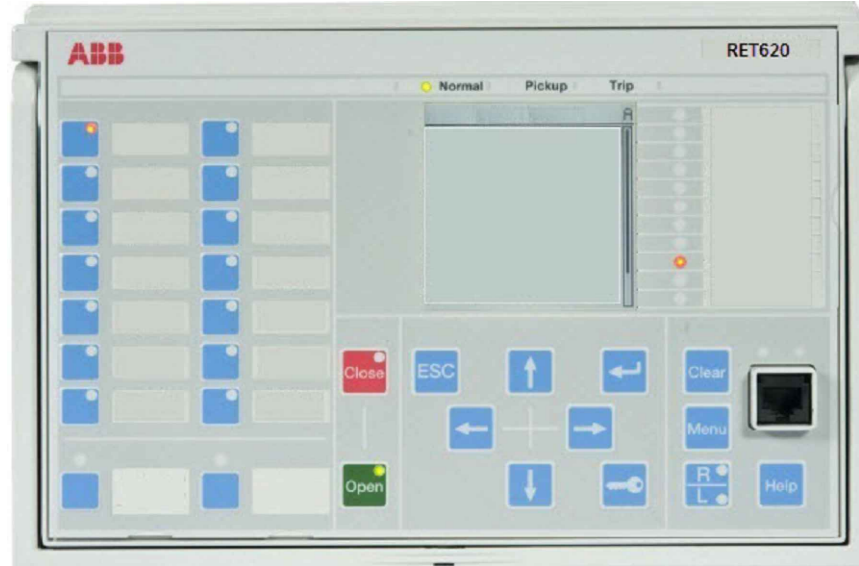 ABB
RET620
Normal Pickup Trip
A
Close
ESC
Clear
Menu
Open
R
L
Help